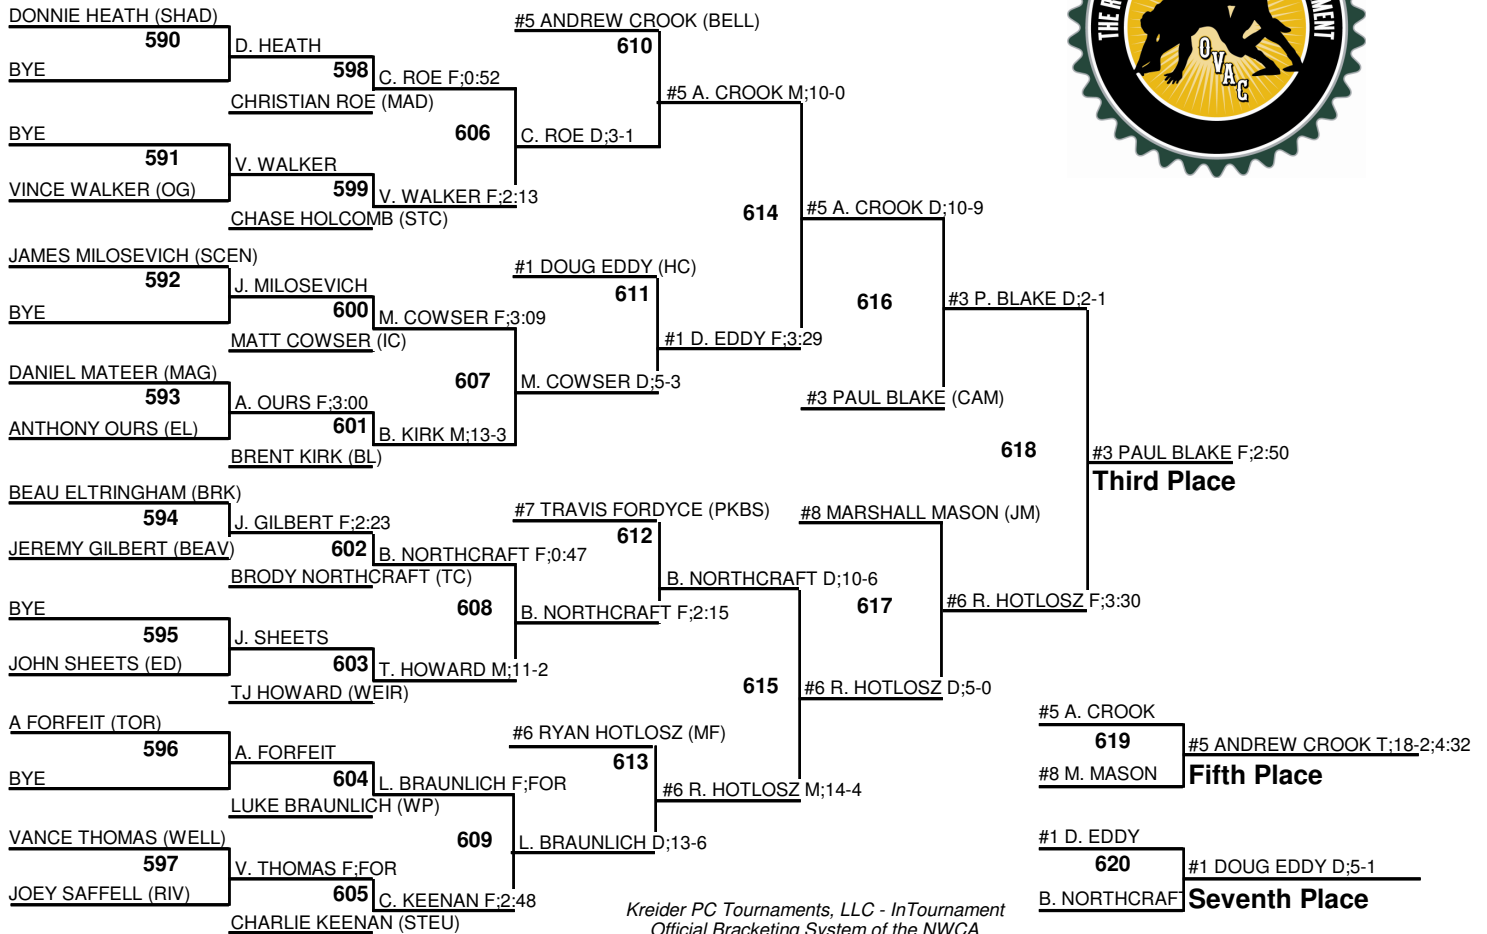 DONNIE HEATH (SHAD)
590
BYE
D. HEATH
598
CHRISTIAN ROE (MAD)
C. ROE F;0:52
BYE
591
VINCE WALKER (OG)
V. WALKER
599
CHASE HOLCOMB (STC)
V. WALKER F;2:13
606
C. ROE D;3-1
#5 ANDREW CROOK (BELL)
610
#5 A. CROOK M;10-0
JAMES MILOSEVICH (SCEN)
592
BYE
J. MILOSEVICH
600
MATT COWSER (IC)
M. COWSER F;3:09
DANIEL MATEER (MAG)
593
ANTHONY OURS (EL)
A. OURS F;3:00
601
BRENT KIRK (BL)
B. KIRK M;13-3
607
M. COWSER D;5-3
#1 DOUG EDDY (HC)
611
#1 D. EDDY F;3:29
614
#5 A. CROOK D;10-9
616
#3 PAUL BLAKE (CAM)
#3 P. BLAKE D;2-1
BEAU ELTRINGHAM (BRK)
594
JEREMY GILBERT (BEAV)
J. GILBERT F;2:23
602
BRODY NORTHCRAFT (TC)
B. NORTHCRAFT F;0:47
BYE
595
JOHN SHEETS (ED)
J. SHEETS
603
TJ HOWARD (WEIR)
T. HOWARD M;11-2
608
B. NORTHCRAFT F;2:15
#7 TRAVIS FORDYCE (PKBS)
612
B. NORTHCRAFT D;10-6
A FORFEIT (TOR)
596
BYE
A. FORFEIT
604
LUKE BRAUNLICH (WP)
L. BRAUNLICH F;FOR
VANCE THOMAS (WELL)
597
JOEY SAFFELL (RIV)
V. THOMAS F;FOR
605
CHARLIE KEENAN (STEU)
C. KEENAN F;2:48
609
L. BRAUNLICH D;13-6
#6 RYAN HOTLOSZ (MF)
613
#6 R. HOTLOSZ M;14-4
615
#6 R. HOTLOSZ D;5-0
#8 MARSHALL MASON (JM)
617
#6 R. HOTLOSZ F;3:30
618
#3 PAUL BLAKE F;2:50
Third Place
#5 A. CROOK
619
#8 M. MASON
#5 ANDREW CROOK T;18-2;4:32
Fifth Place
#1 D. EDDY
620
B. NORTHCRAF
#1 DOUG EDDY D;5-1
Seventh Place
Kreider PC Tournaments, LLC - InTournament
Official Bracketing System of the NWCA
THE
OVAC